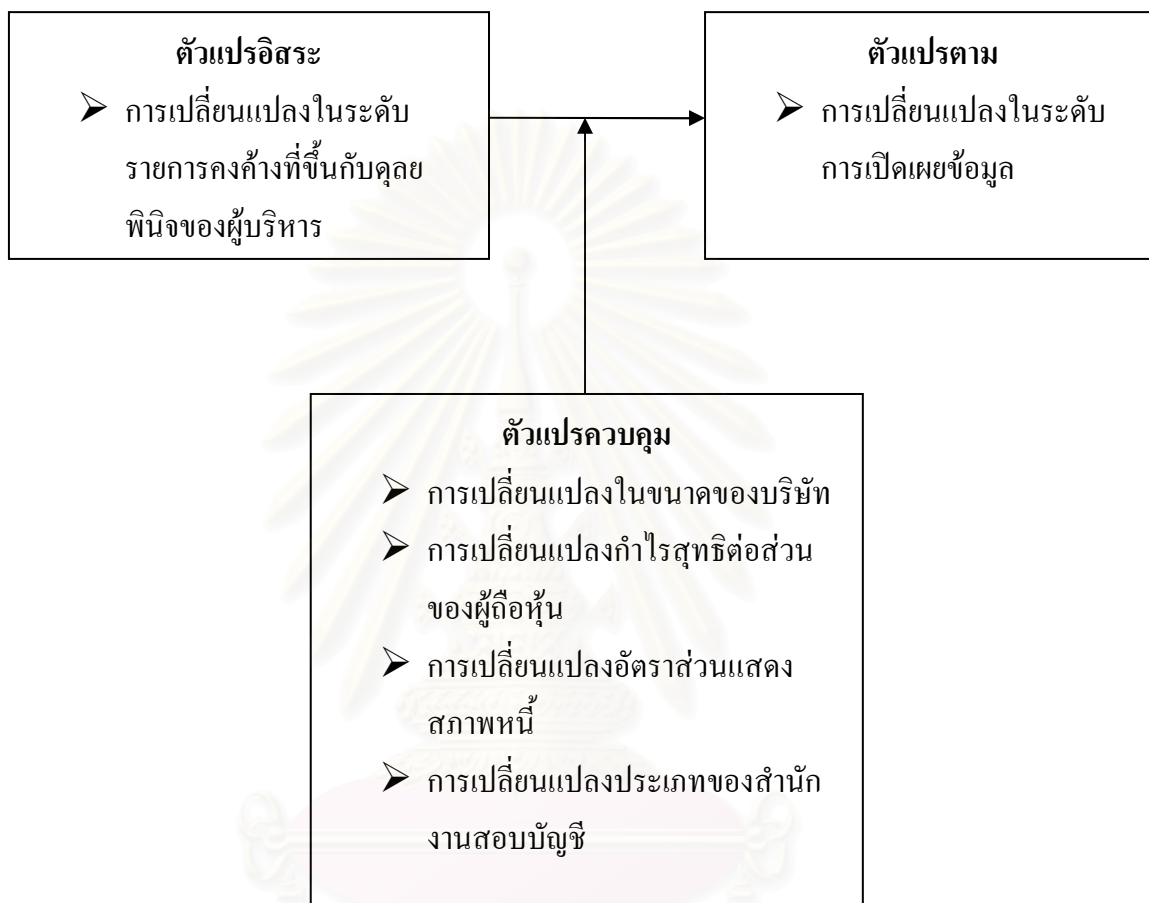 ตัวแปรอิสระ
➢ การเปลี่ยนแปลงในระดับ
รายการคงค้างที่ขึ้นกับดุลย
พินิจของผู้บริหาร
ตัวแปรตาม
➢ การเปลี่ยนแปลงในระดับ
การเปิดเผยข้อมูล
ตัวแปรควบคุม
➢ การเปลี่ยนแปลงในขนาดของบริษัท
➢ การเปลี่ยนแปลงกำไรสุทธิต่อส่วน
ของผู้ถือหุ้น
➢ การเปลี่ยนแปลงอัตราส่วนแสดง
สภาพหนี้
➢ การเปลี่ยนแปลงประเภทของสำนัก
งานสอบบัญชี